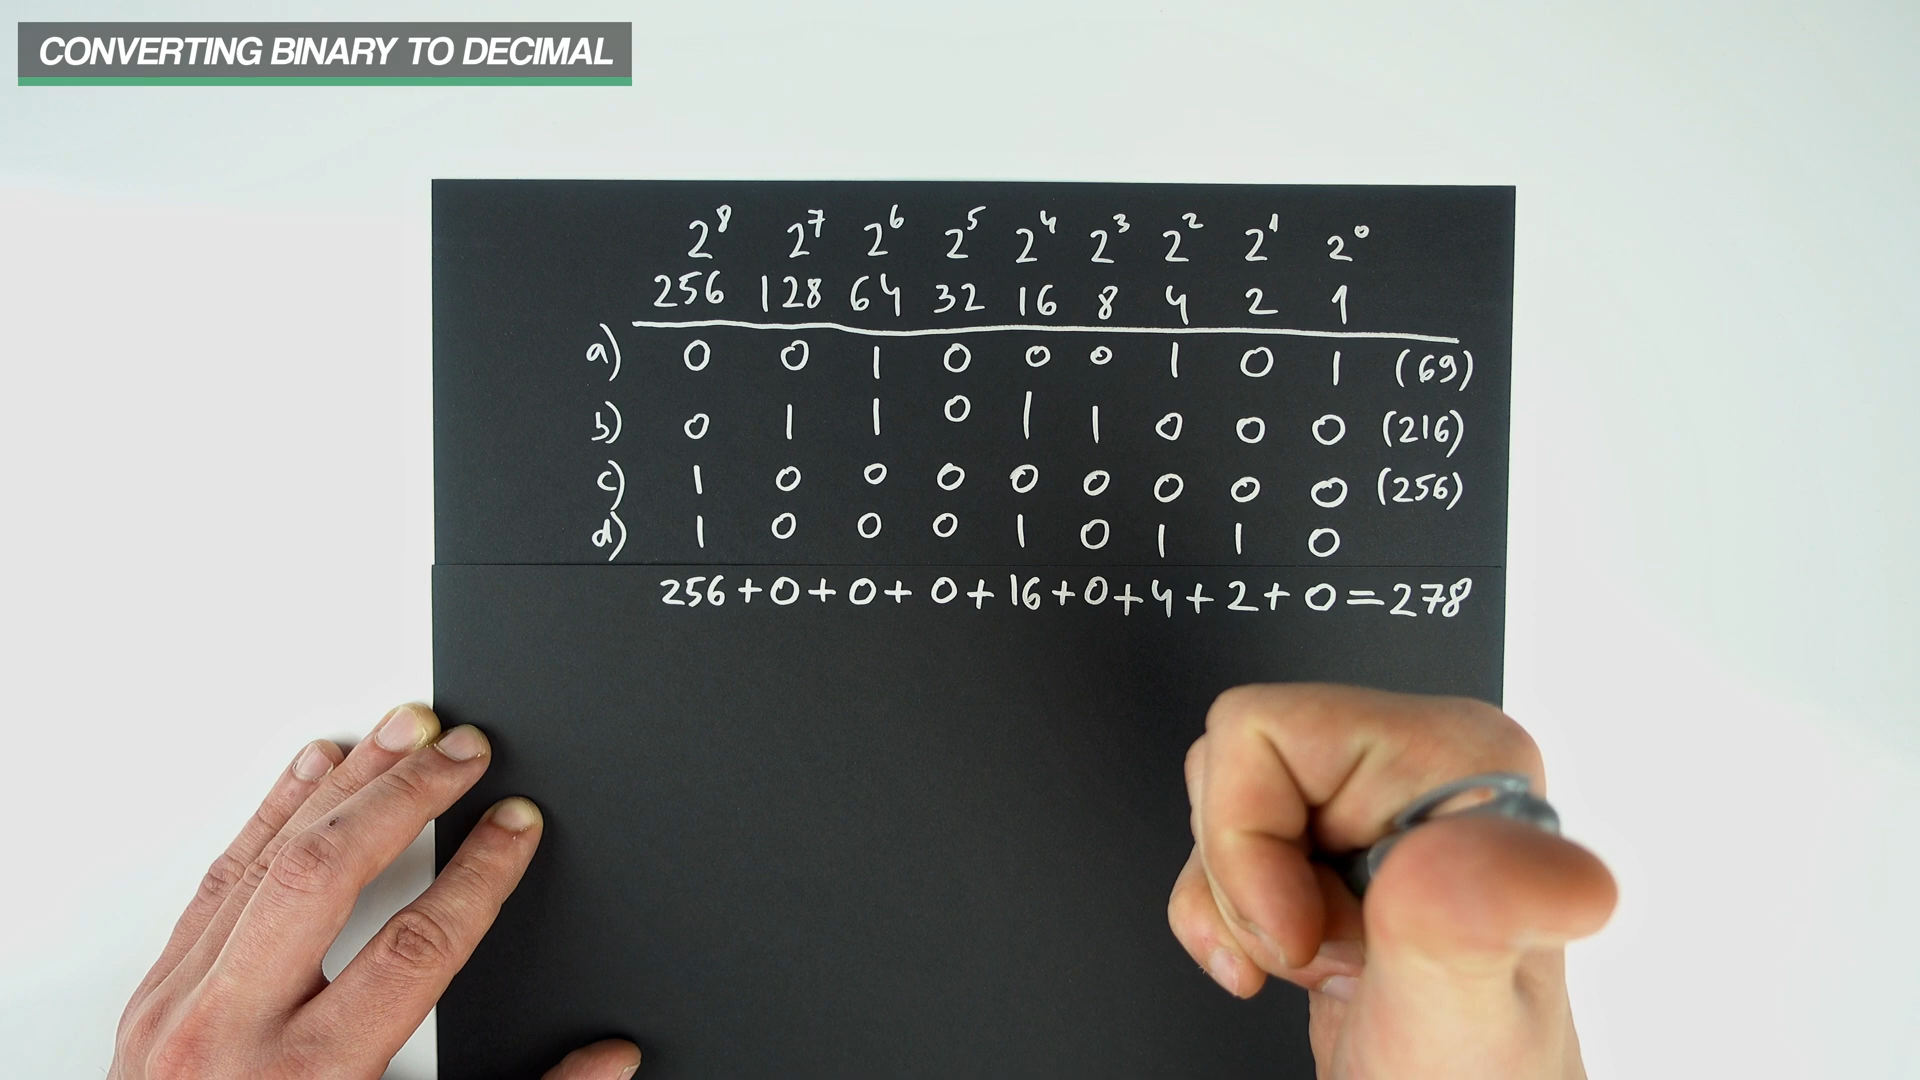 CONVERTING BINARY TO DECIMAL
2⁸ 2⁷ 2⁶ 2⁵ 2⁴ 2³ 2² 2¹ 2⁰
256 128 64 32 16 8 4 2 1
a) 0 0 1 0 0 0 1 0 1 (69)
b) 0 1 1 0 1 1 0 0 0 (216)
c) 1 0 0 0 0 0 0 0 0 (256)
d) 1 0 0 0 1 0 1 1 0
256+0+0+0+16+0+4+2+0=278